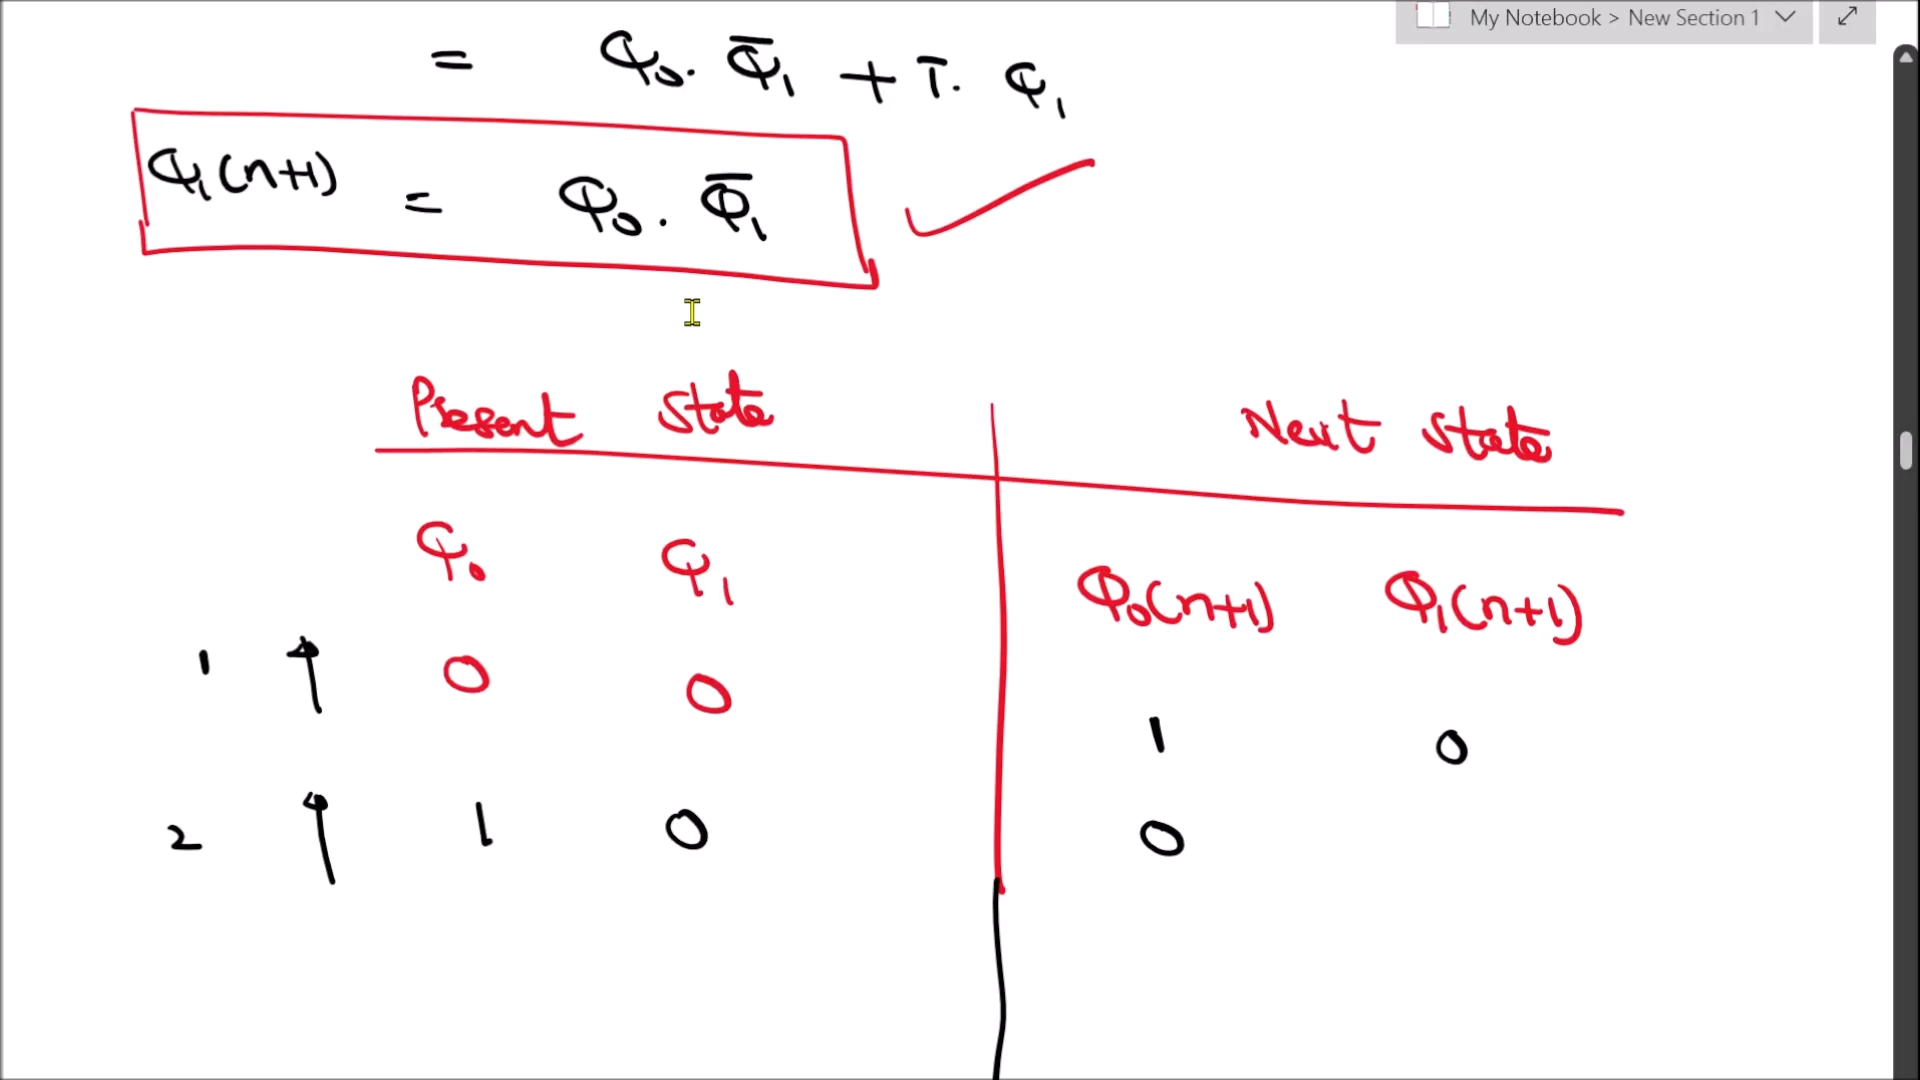 My Notebook > New Section 1
= Q₀. Q̅₁ + 1̅. Q₁
Q₁(n+1) = Q₀. Q̅₁
Present State Next State
Q₀ Q₁ Q₀(n+1) Q₁(n+1)
1 ↑ 0 0 1 0
2 ↑ 1 0 0